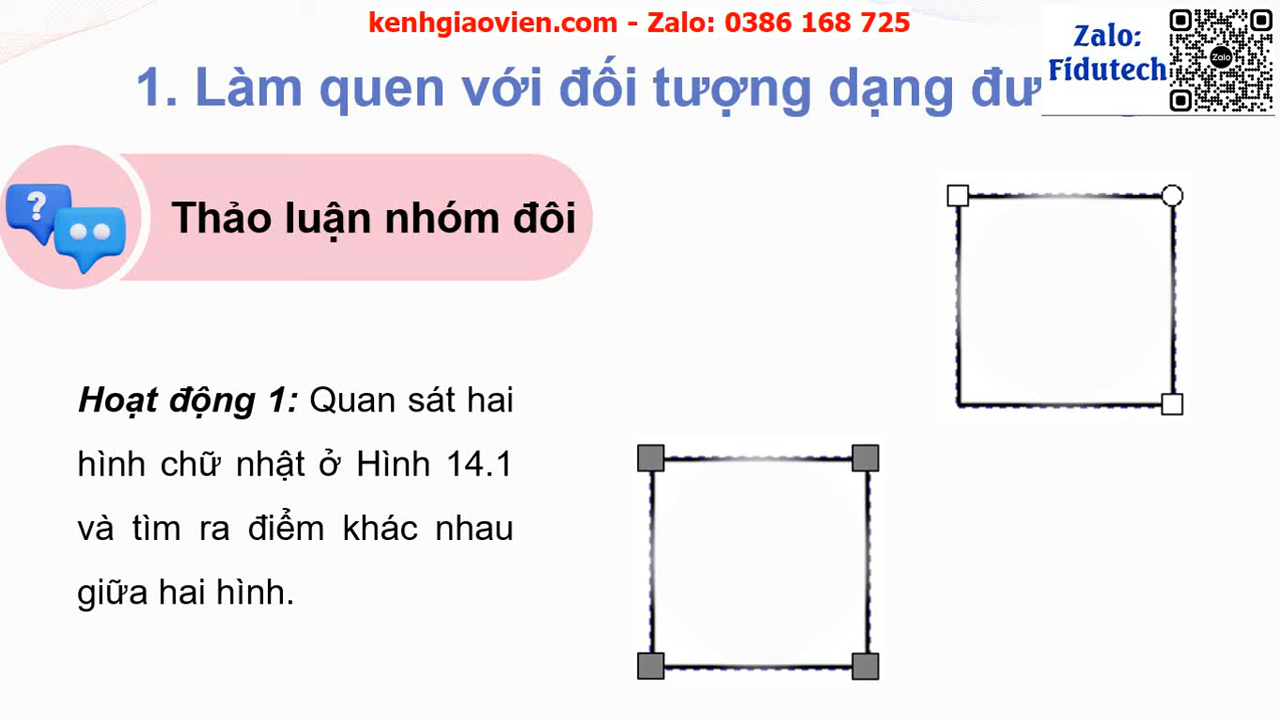 kenhgiaovien.com - Zalo: 0386 168 725
Zalo:
Fidutech
Zalo
1. Làm quen với đối tượng dạng
?
Thảo luận nhóm đôi
Hoạt động 1: Quan sát hai
hình chữ nhật ở Hình 14.1
và tìm ra điểm khác nhau
giữa hai hình.